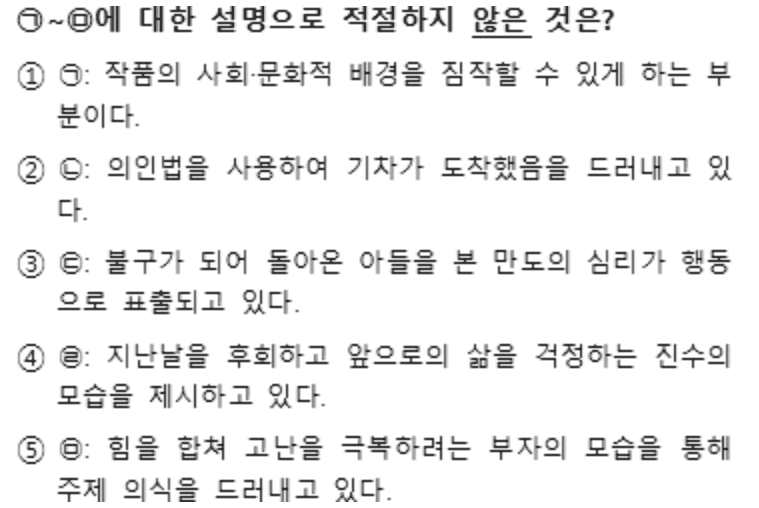 ㉠~㉤에 대한 설명으로 적절하지 않은 것은?
① ㉠: 작품의 사회·문화적 배경을 짐작할 수 있게 하는 부
분이다.
② ㉡: 의인법을 사용하여 기차가 도착했음을 드러내고 있
다.
③ ㉢: 불구가 되어 돌아온 아들을 본 만도의 심리가 행동
으로 표출되고 있다.
④ ㉣: 지난날을 후회하고 앞으로의 삶을 걱정하는 진수의
모습을 제시하고 있다.
⑤ ㉤: 힘을 합쳐 고난을 극복하려는 부자의 모습을 통해
주제 의식을 드러내고 있다.